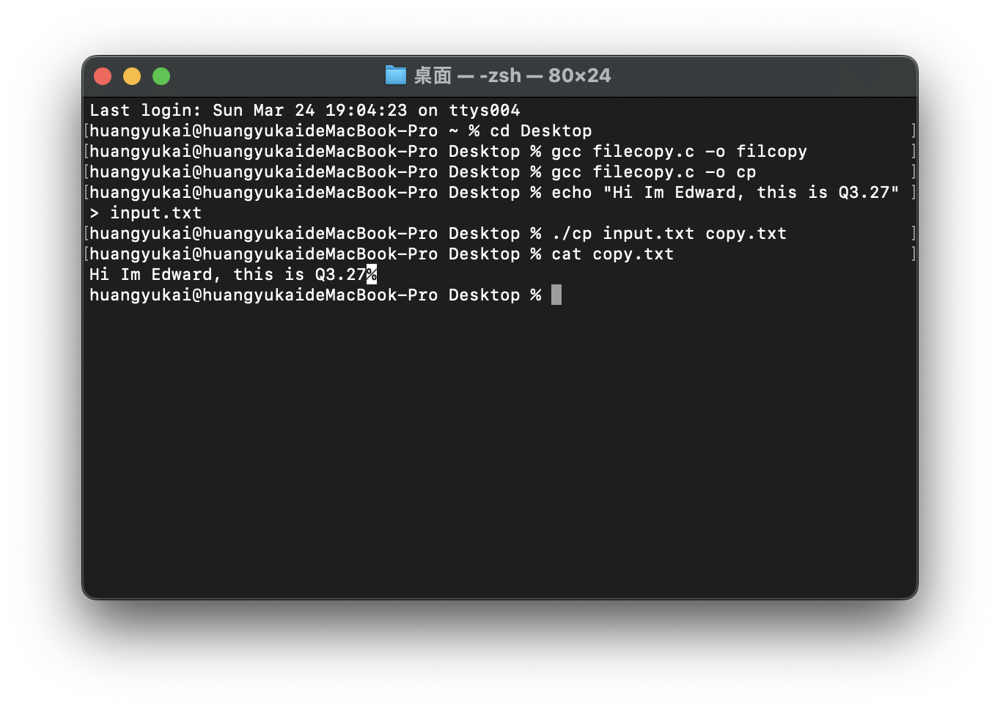 桌面 — -zsh — 80×24
Last login: Sun Mar 24 19:04:23 on ttys004
[huangyukai@huangyukaideMacBook-Pro ~ % cd Desktop ]
[huangyukai@huangyukaideMacBook-Pro Desktop % gcc filecopy.c -o filcopy ]
[huangyukai@huangyukaideMacBook-Pro Desktop % gcc filecopy.c -o cp ]
[huangyukai@huangyukaideMacBook-Pro Desktop % echo "Hi Im Edward, this is Q3.27" ]
> input.txt
[huangyukai@huangyukaideMacBook-Pro Desktop % ./cp input.txt copy.txt ]
[huangyukai@huangyukaideMacBook-Pro Desktop % cat copy.txt ]
Hi Im Edward, this is Q3.27%
huangyukai@huangyukaideMacBook-Pro Desktop %